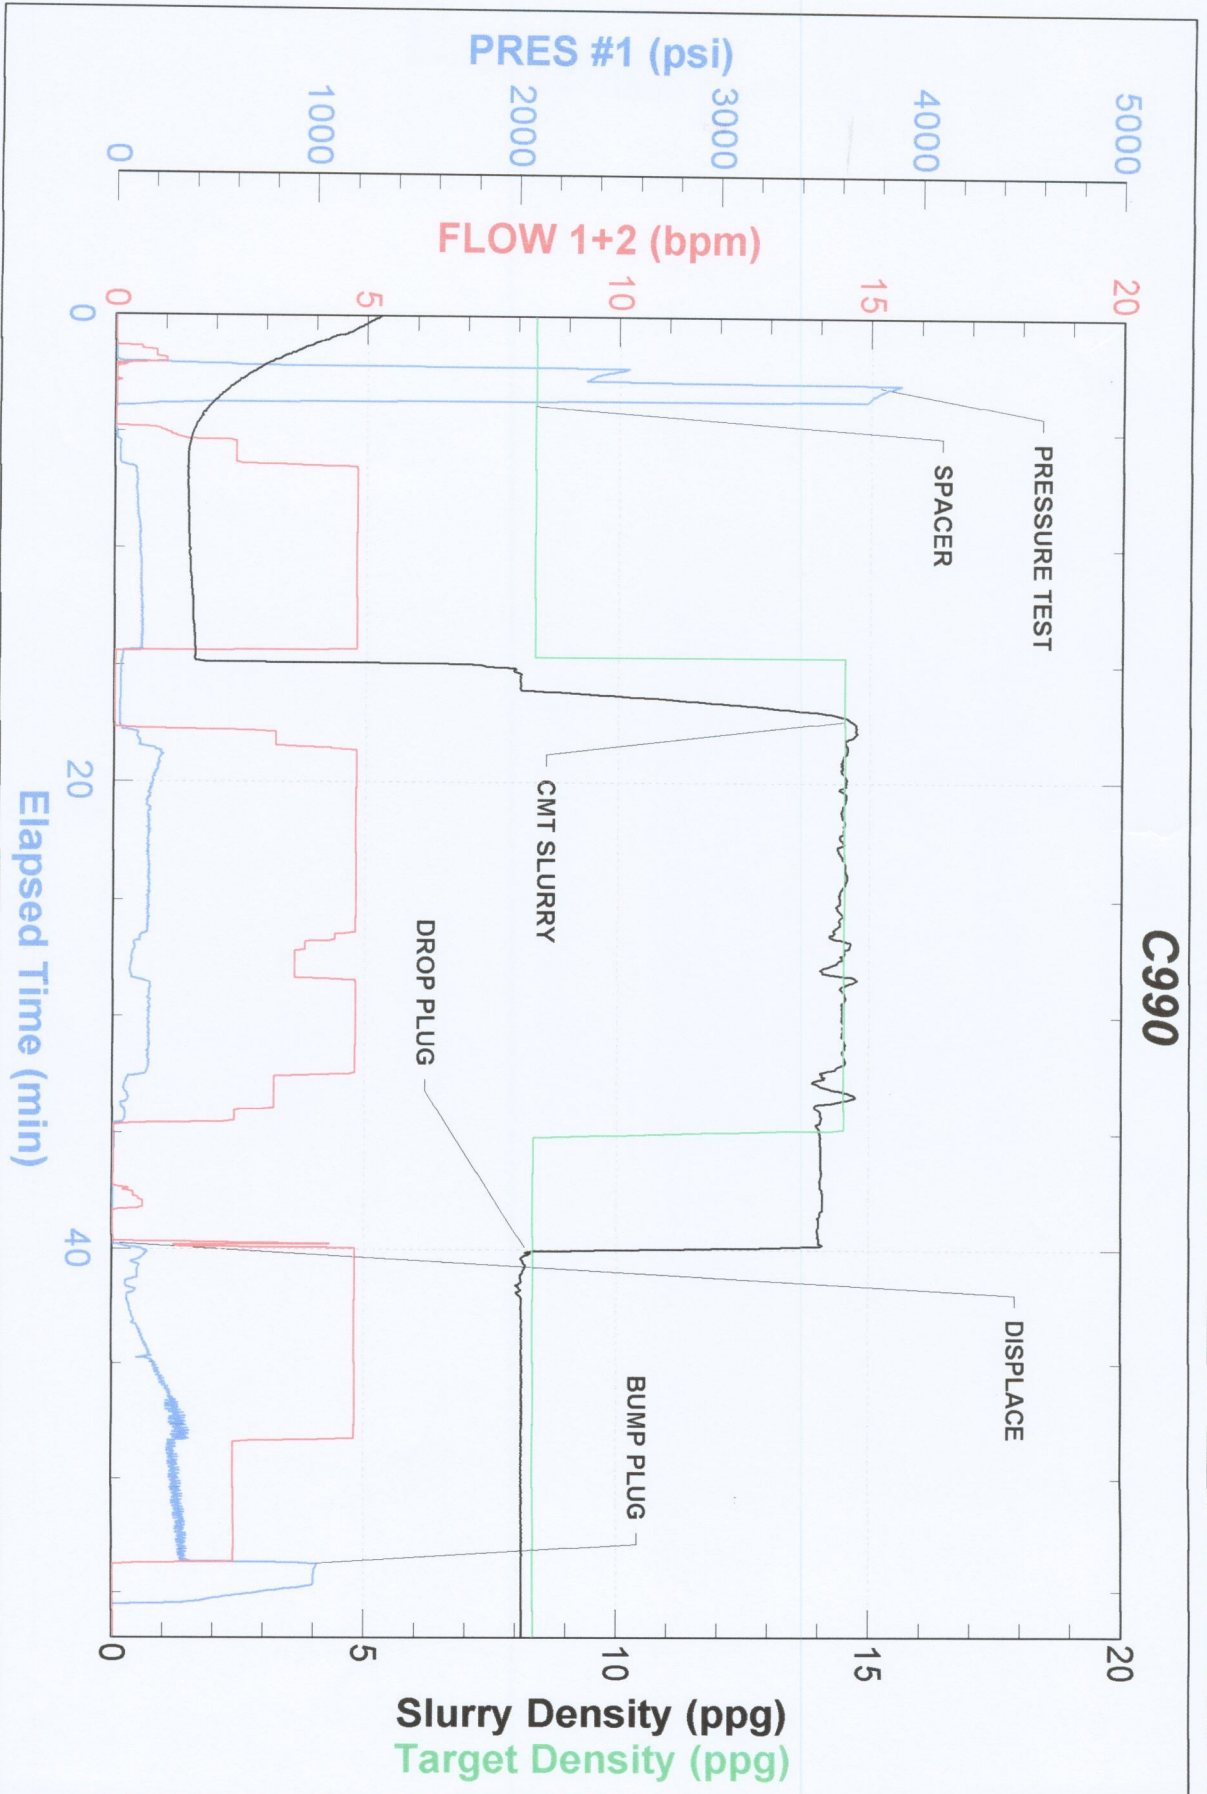 C990
PRES #1 (psi)
5000
4000
3000
2000
1000
0
FLOW 1+2 (bpm)
20
15
10
5
0
PRESSURE TEST
SPACER
CMT SLURRY
DROP PLUG
DISPLACE
BUMP PLUG
20
15
10
5
0
Slurry Density (ppg)
Target Density (ppg)
0
20
40
Elapsed Time (min)